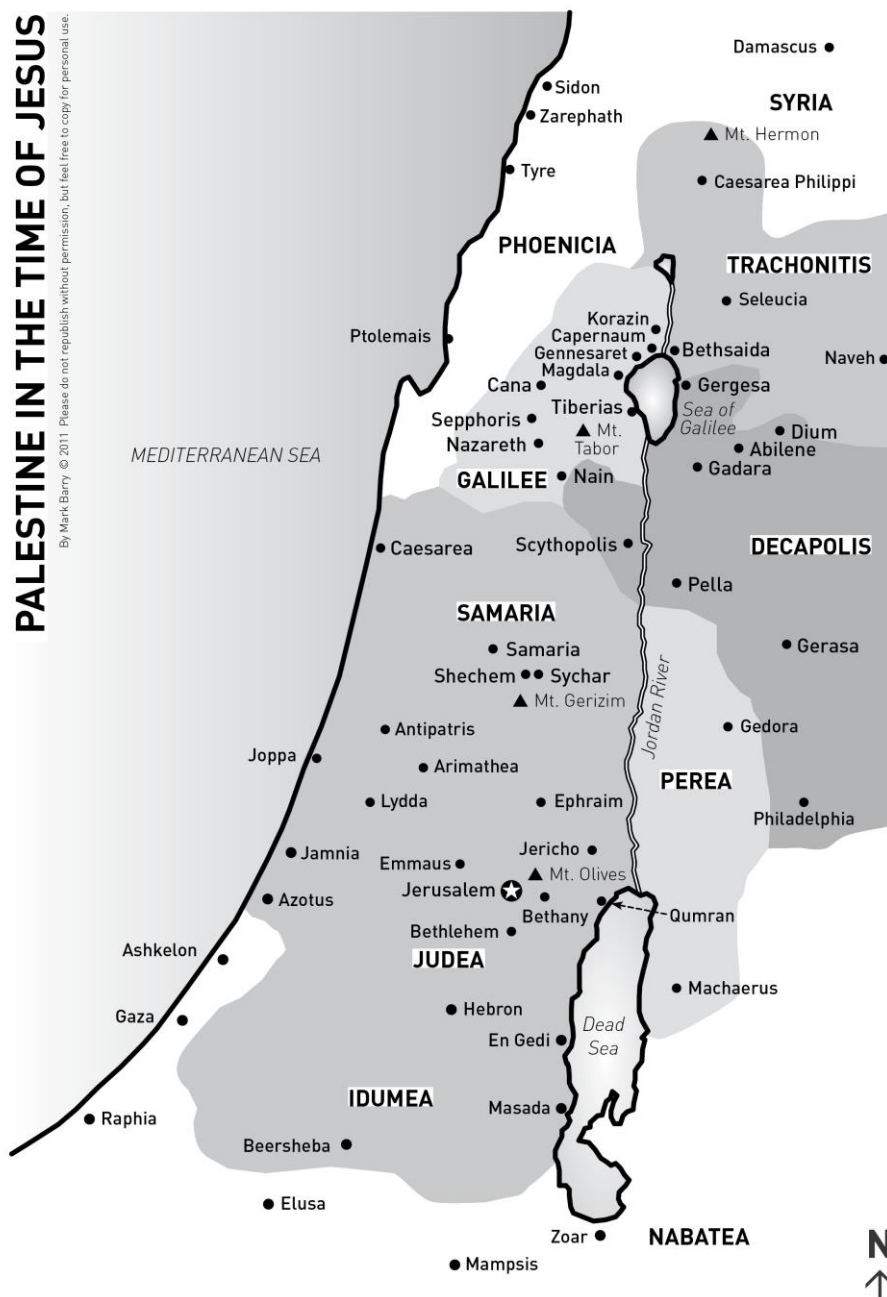 PALESTINE IN THE TIME OF JESUS
By Mark Barry © 2011 Please do not republish without permission, but feel free to copy for personal use.
Damascus
Sidon
SYRIA
Zarephath
Mt. Hermon
Tyre
Caesarea Philippi
PHOENICIA
TRACHONITIS
Seleucia
Korazin
Ptolemais
Capernaum
Bethsaida
Gennesaret
Naveh
Magdala
Cana
Gergesa
Tiberias
Sea of
Galilee
Sepphoris
Mt.
Tabor
Dium
Nazareth
Abilene
MEDITERRANEAN SEA
Gadara
GALILEE
Nain
Caesarea
Scythopolis
DECAPOLIS
Pella
SAMARIA
Samaria
Gerasa
Shechem
Sychar
Mt. Gerizim
Jordan River
Antipatris
Gedora
Joppa
Arimathea
PEREA
Lydda
Ephraim
Philadelphia
Jamnia
Jericho
Emmaus
Mt. Olives
Jerusalem
Azotus
Bethany
Qumran
Bethlehem
Ashkelon
JUDEA
Machaerus
Hebron
Gaza
Dead
Sea
En Gedi
IDUMEA
Masada
Raphia
Beersheba
Elusa
Zoar
NABATEA
Mampsis
N